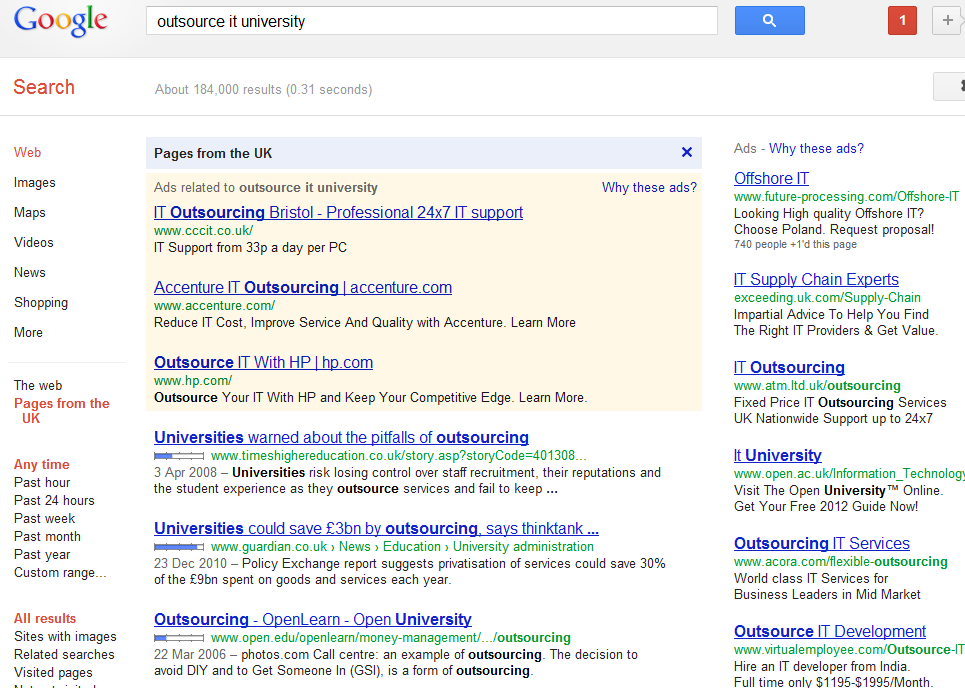 Google
outsource it university
1
+
Search
About 184,000 results (0.31 seconds)
Web
Images
Maps
Videos
News
Shopping
More
The web
Pages from the
UK
Any time
Past hour
Past 24 hours
Past week
Past month
Past year
Custom range...
All results
Sites with images
Related searches
Visited pages
Pages from the UK
Ads related to outsource it university
Why these ads?
IT Outsourcing Bristol - Professional 24x7 IT support
www.cccit.co.uk/
IT Support from 33p a day per PC
Accenture IT Outsourcing | accenture.com
www.accenture.com/
Reduce IT Cost, Improve Service And Quality with Accenture. Learn More
Outsource IT With HP | hp.com
www.hp.com/
Outsource Your IT With HP and Keep Your Competitive Edge. Learn More.
Universities warned about the pitfalls of outsourcing
www.timeshighereducation.co.uk/story.asp?storyCode=401308...
3 Apr 2008 – Universities risk losing control over staff recruitment, their reputations and
the student experience as they outsource services and fail to keep ...
Universities could save £3bn by outsourcing, says thinktank ...
www.guardian.co.uk › News › Education › University administration
23 Dec 2010 – Policy Exchange report suggests privatisation of services could save 30%
of the £9bn spent on goods and services each year.
Outsourcing - OpenLearn - Open University
www.open.edu/openlearn/money-management/.../outsourcing
22 Mar 2006 – photos.com Call centre: an example of outsourcing. The decision to
avoid DIY and to Get Someone In (GSI), is a form of outsourcing.
Ads - Why these ads?
Offshore IT
www.future-processing.com/Offshore-IT
Looking High quality Offshore IT?
Choose Poland. Request proposal!
740 people +1'd this page
IT Supply Chain Experts
exceeding.uk.com/Supply-Chain
Impartial Advice To Help You Find
The Right IT Providers & Get Value.
IT Outsourcing
www.atm.ltd.uk/outsourcing
Fixed Price IT Outsourcing Services
UK Nationwide Support up to 24x7
It University
www.open.ac.uk/Information_Technology
Visit The Open University™ Online.
Get Your Free 2012 Guide Now!
Outsourcing IT Services
www.acora.com/flexible-outsourcing
World class IT Services for
Business Leaders in Mid Market
Outsource IT Development
www.virtualemployee.com/Outsource-IT
Hire an IT developer from India.
Full time only $1195-$1995/Month.